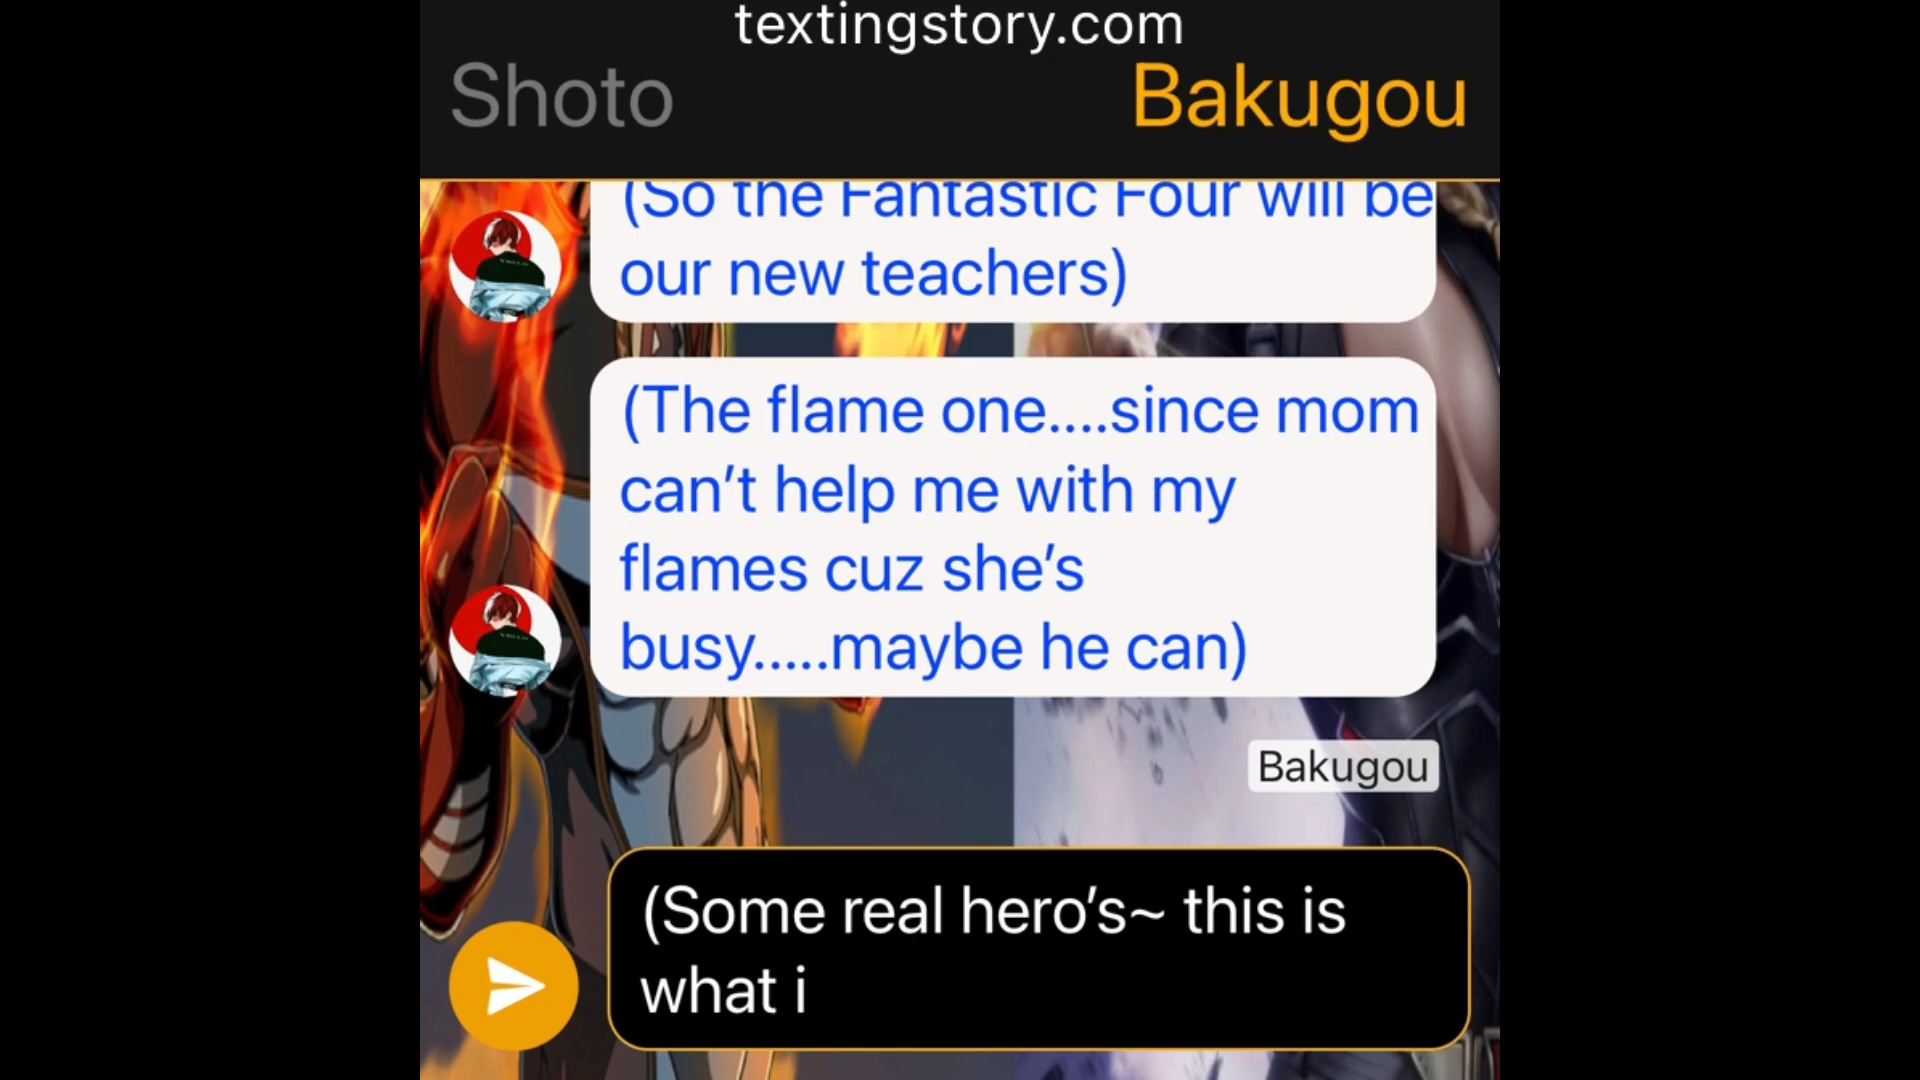 textingstory.com
Shoto
Bakugou
(So the Fantastic Four will be
our new teachers)
(The flame one....since mom
can’t help me with my
flames cuz she’s
busy.....maybe he can)
Bakugou
(Some real hero’s~ this is
what i